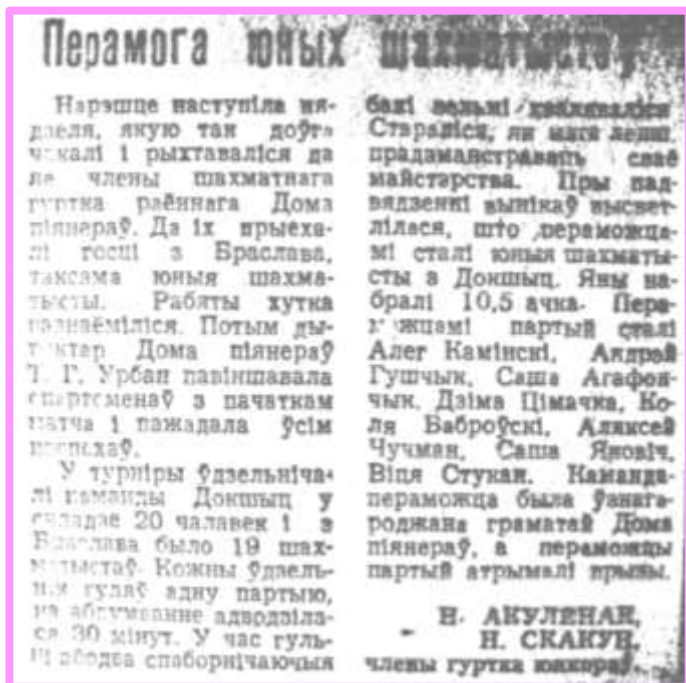 Перамога юных шахматыстаў
Нарэшце наступіла ня-
дзеля, якую так доўга
чакалі і рыхтаваліся да
яе члены шахматнага
гуртка раённага Дома
піянераў. Да іх прыеха-
лі госці з Браслава,
таксама юныя шахма-
тысты. Рабяты хутка
пазнаёміліся. Потым ды-
рэктар Дома піянераў
Т. Г. Урбан павіншавала
спартсменаў з пачаткам
матча і пажадала ўсім
поспехаў.
У турніры ўдзельніча-
лі каманды Докшыц у
складзе 20 чалавек і з
Браслава было 19 шах-
матыстаў. Кожны ўдзель-
нік гуляў адну партыю,
на абдумванне адводзіла-
ся 30 мінут. У час гуль-
ні абодва спаборнічаючыя
бакі вельмі хваляваліся
Стараліся, як мага лепш
прадэманстраваць сваё
майстэрства. Пры пад-
вядзенні вынікаў высвет-
лілася, што пераможца-
мі сталі юныя шахматы-
сты з Докшыц. Яны на-
бралі 10,5 ачка. Пера-
можцамі партый сталі
Алег Камінскі, Андрэй
Гушчык, Саша Агафон-
чык, Дзіма Цімачка, Ко-
ля Баброўскі, Аляксей
Чучман, Саша Яновіч,
Віця Стукан. Каманда-
пераможца была ўзнага-
роджана граматай Дома
піянераў, а пераможцы
партый атрымалі прызы.
Н. АКУЛЕНАК,
Н. СКАКУН,
члены гуртка юнкораў.